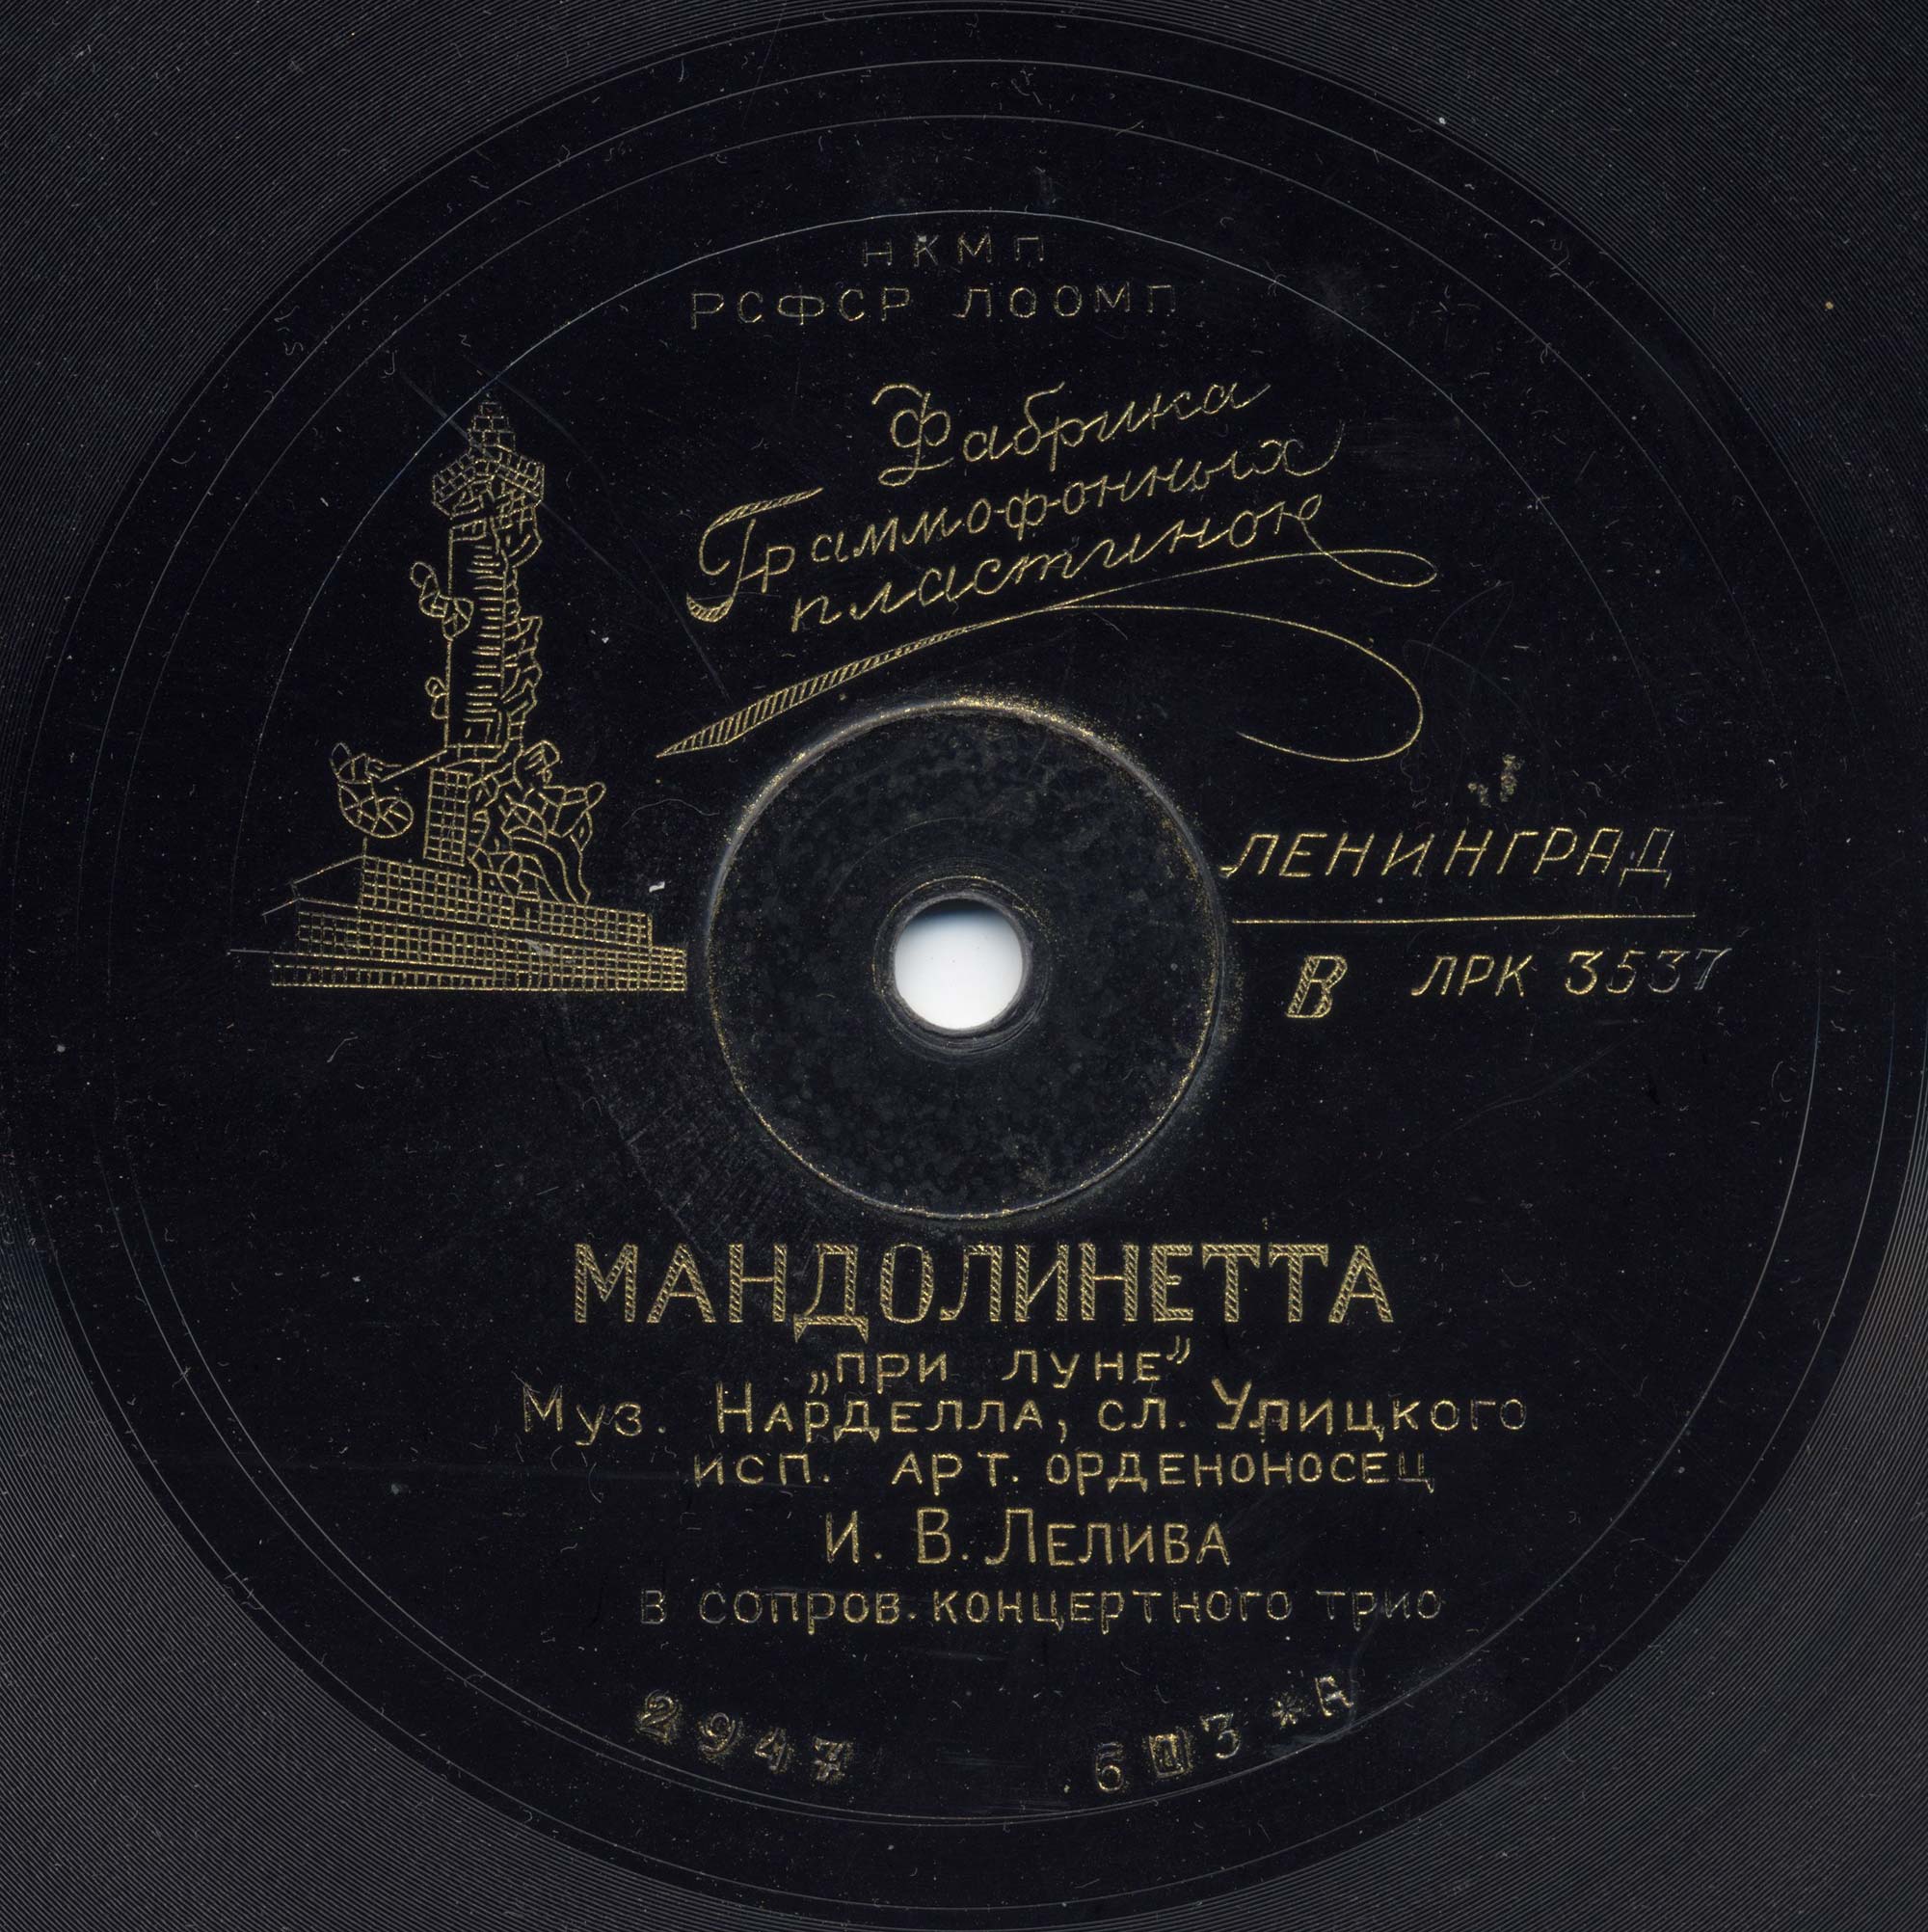 НКМП
РСФСР ЛООМП
Фабрика
Граммофонных
пластинок
ЛЕНИНГРАД
В ЛРК 3537
МАНДОЛИНЕТТА
„ПРИ ЛУНЕ”
Муз. Нарделла, сл. Улицкого
исп. арт. орденоносец
И. В. Лелива
в сопров. концертного трио
2947